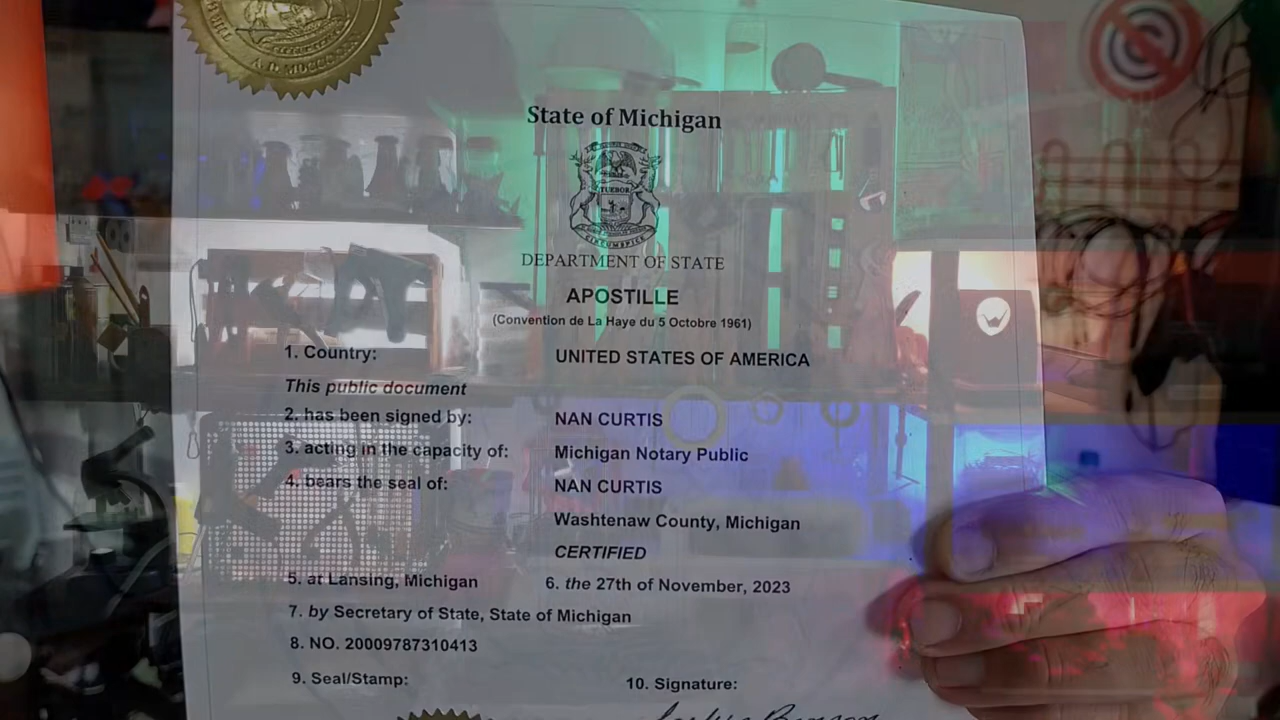 A.D. MDCCC
State of Michigan
TUEBOR
CIRCUMSPICE
DEPARTMENT OF STATE
APOSTILLE
(Convention de La Haye du 5 Octobre 1961)
1. Country: UNITED STATES OF AMERICA
This public document
2. has been signed by: NAN CURTIS
3. acting in the capacity of: Michigan Notary Public
4. bears the seal of: NAN CURTIS
Washtenaw County, Michigan
CERTIFIED
5. at Lansing, Michigan 6. the 27th of November, 2023
7. by Secretary of State, State of Michigan
8. NO. 20009787310413
9. Seal/Stamp: 10. Signature: